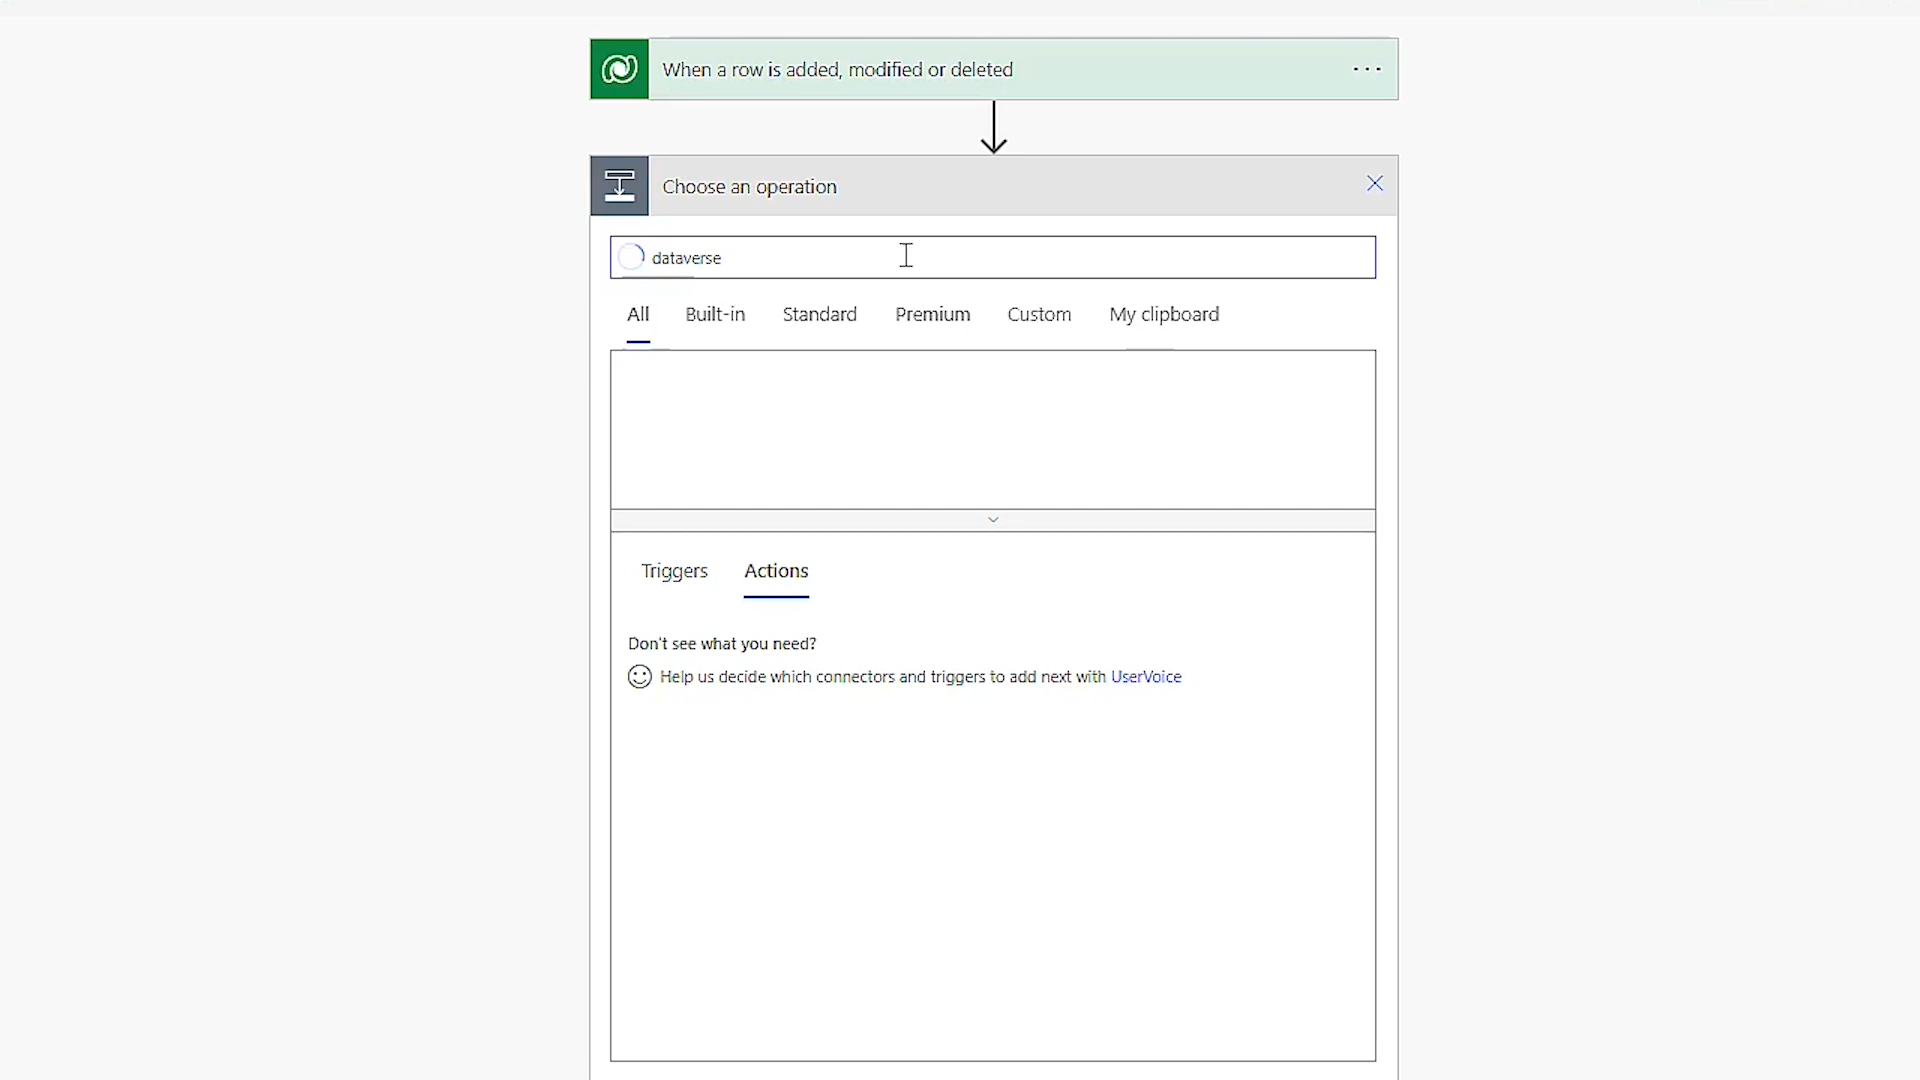 When a row is added, modified or deleted
Choose an operation
dataverse
All Built-in Standard Premium Custom My clipboard
Triggers Actions
Don't see what you need?
Help us decide which connectors and triggers to add next with UserVoice